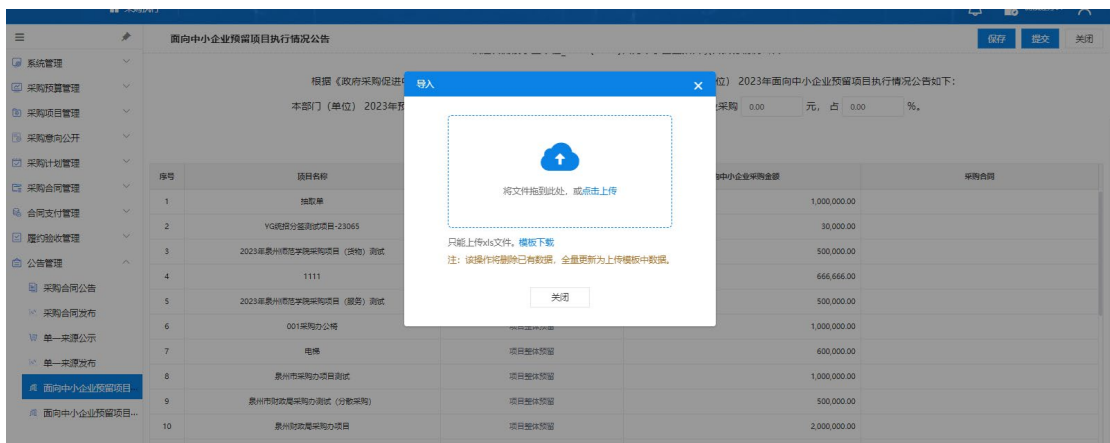 采购执行
面向中小企业预留项目执行情况公告
保存
提交
关闭
系统管理
采购预算管理
采购项目管理
采购意向公开
采购计划管理
采购合同管理
合同支付管理
履约验收管理
公告管理
采购合同公告
采购合同发布
单一来源公示
单一来源发布
面向中小企业预留项目...
面向中小企业预留项目...
根据《政府采购促进
位） 2023年面向中小企业预留项目执行情况公告如下：
本部门（单位） 2023年预
采购 0.00 元，占 0.00 %。
导入
将文件拖到此处，或点击上传
只能上传xls文件。模板下载
注：该操作将删除已有数据，全量更新为上传模板中数据。
关闭
序号 项目名称 中小企业采购金额 采购合同
1 抽取单 1,000,000.00
2 YG统招分签测试项目-23065 30,000.00
3 2023年泉州师范学院采购项目（货物）测试 500,000.00
4 1111 666,666.00
5 2023年泉州师范学院采购项目（服务）测试 500,000.00
6 001采购办公椅 项目整体预留 1,000,000.00
7 电梯 项目整体预留 600,000.00
8 泉州市采购办项目测试 项目整体预留 1,000,000.00
9 泉州市财政局采购办测试（分散采购） 项目整体预留 500,000.00
10 泉州财政局采购办项目 项目整体预留 2,000,000.00